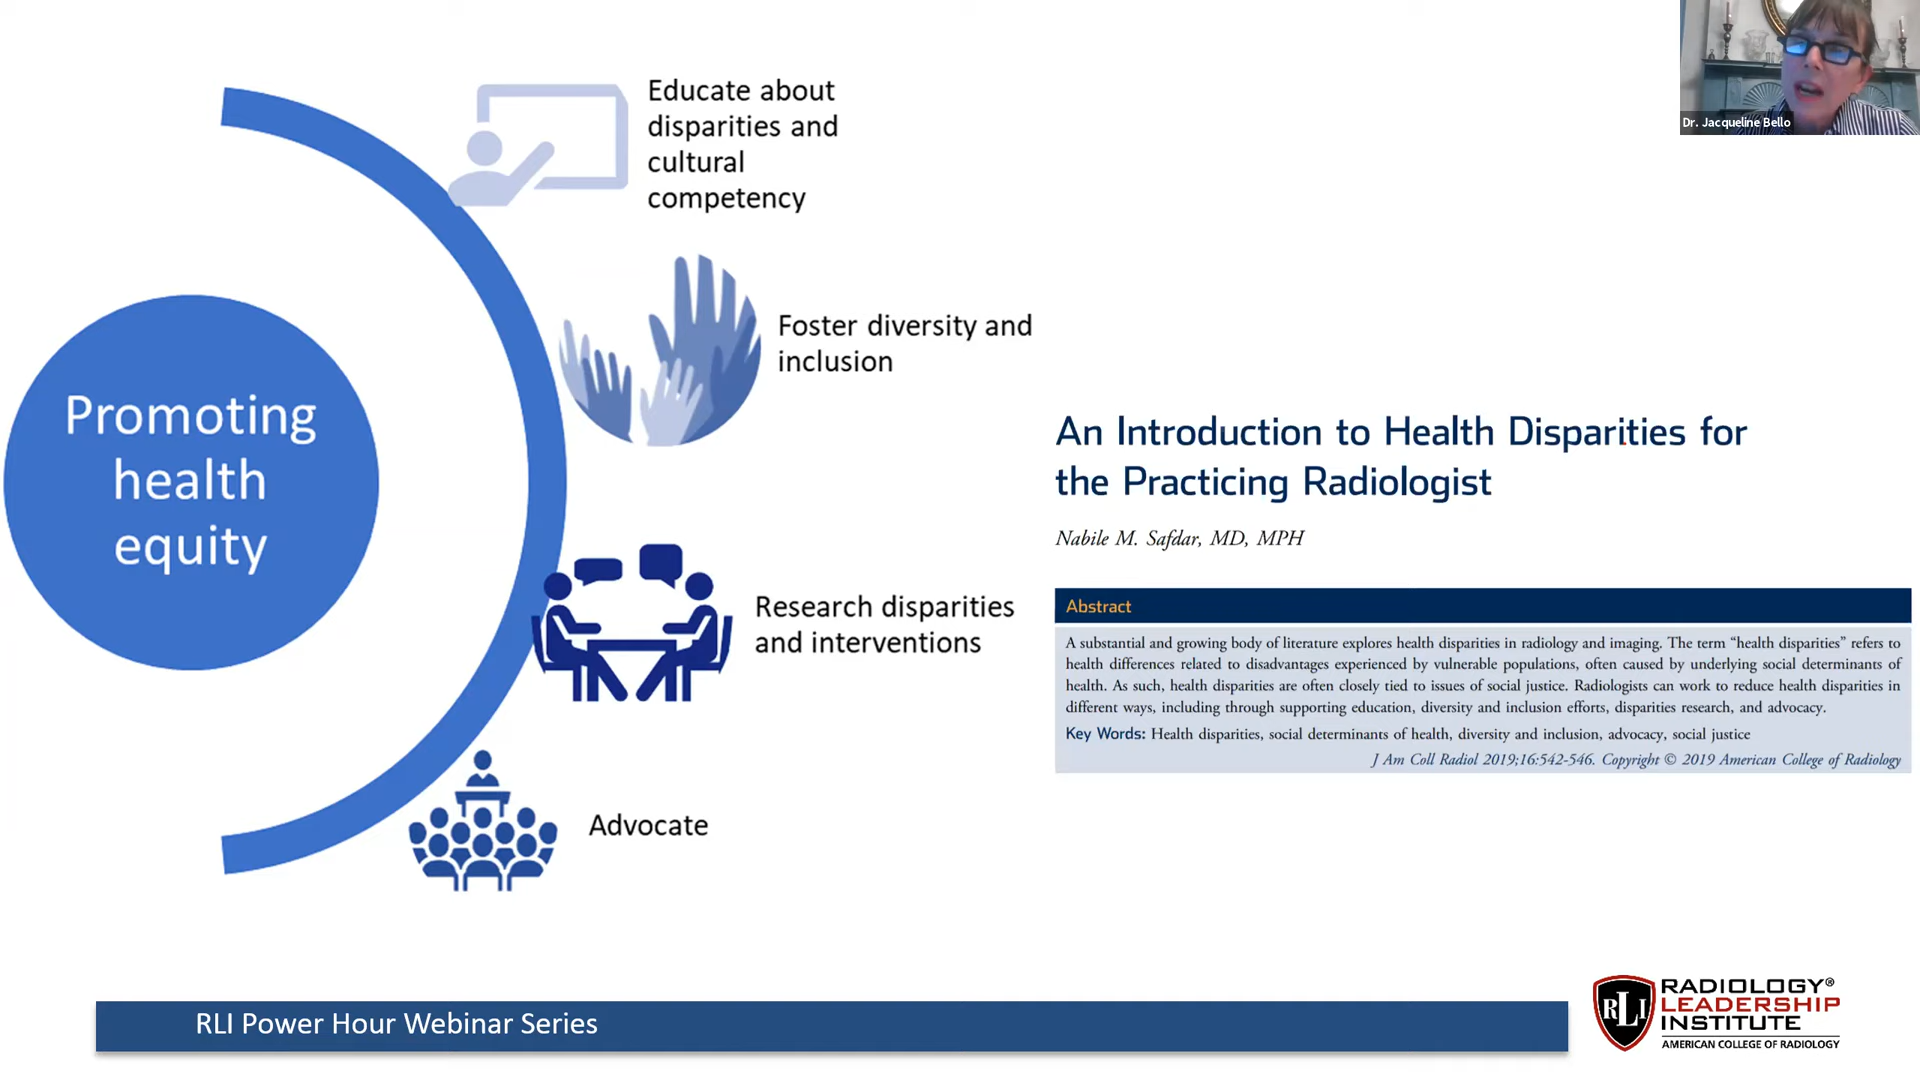 Dr. Jacqueline Bello
Educate about
disparities and
cultural
competency
Foster diversity and
inclusion
Promoting
health
equity
Research disparities
and interventions
Advocate
An Introduction to Health Disparities for
the Practicing Radiologist
Nabile M. Safdar, MD, MPH
Abstract
A substantial and growing body of literature explores health disparities in radiology and imaging. The term “health disparities” refers to
health differences related to disadvantages experienced by vulnerable populations, often caused by underlying social determinants of
health. As such, health disparities are often closely tied to issues of social justice. Radiologists can work to reduce health disparities in
different ways, including through supporting education, diversity and inclusion efforts, disparities research, and advocacy.
Key Words: Health disparities, social determinants of health, diversity and inclusion, advocacy, social justice
J Am Coll Radiol 2019;16:542-546. Copyright © 2019 American College of Radiology
RLI Power Hour Webinar Series
RLI
RADIOLOGY®
LEADERSHIP
INSTITUTE
AMERICAN COLLEGE OF RADIOLOGY